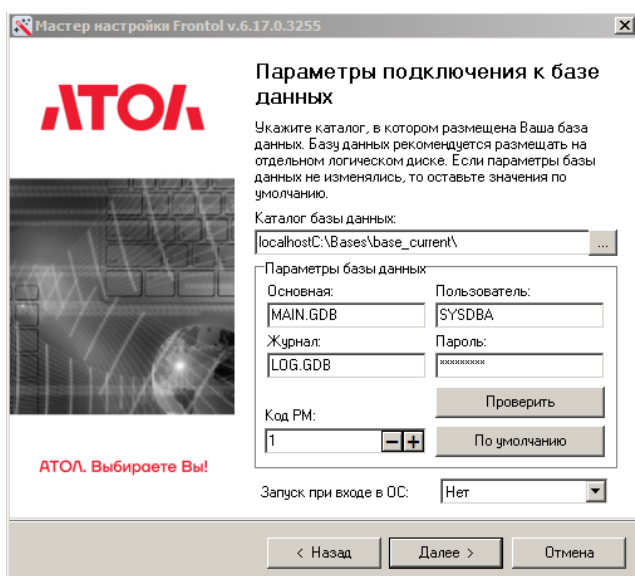 Мастер настройки Frontol v.6.17.0.3255
АТОЛ
Параметры подключения к базе
данных
Укажите каталог, в котором размещена Ваша база
данных. Базу данных рекомендуется размещать на
отдельном логическом диске. Если параметры базы
данных не изменялись, то оставьте значения по
умолчанию.
Каталог базы данных:
localhostC:\Bases\base_current\
...
Параметры базы данных
Основная:
Пользователь:
MAIN.GDB
SYSDBA
Журнал:
Пароль:
LOG.GDB
*********
Проверить
Код РМ:
1
По умолчанию
АТОЛ. Выбираете Вы!
Запуск при входе в ОС:
Нет
< Назад
Далее >
Отмена